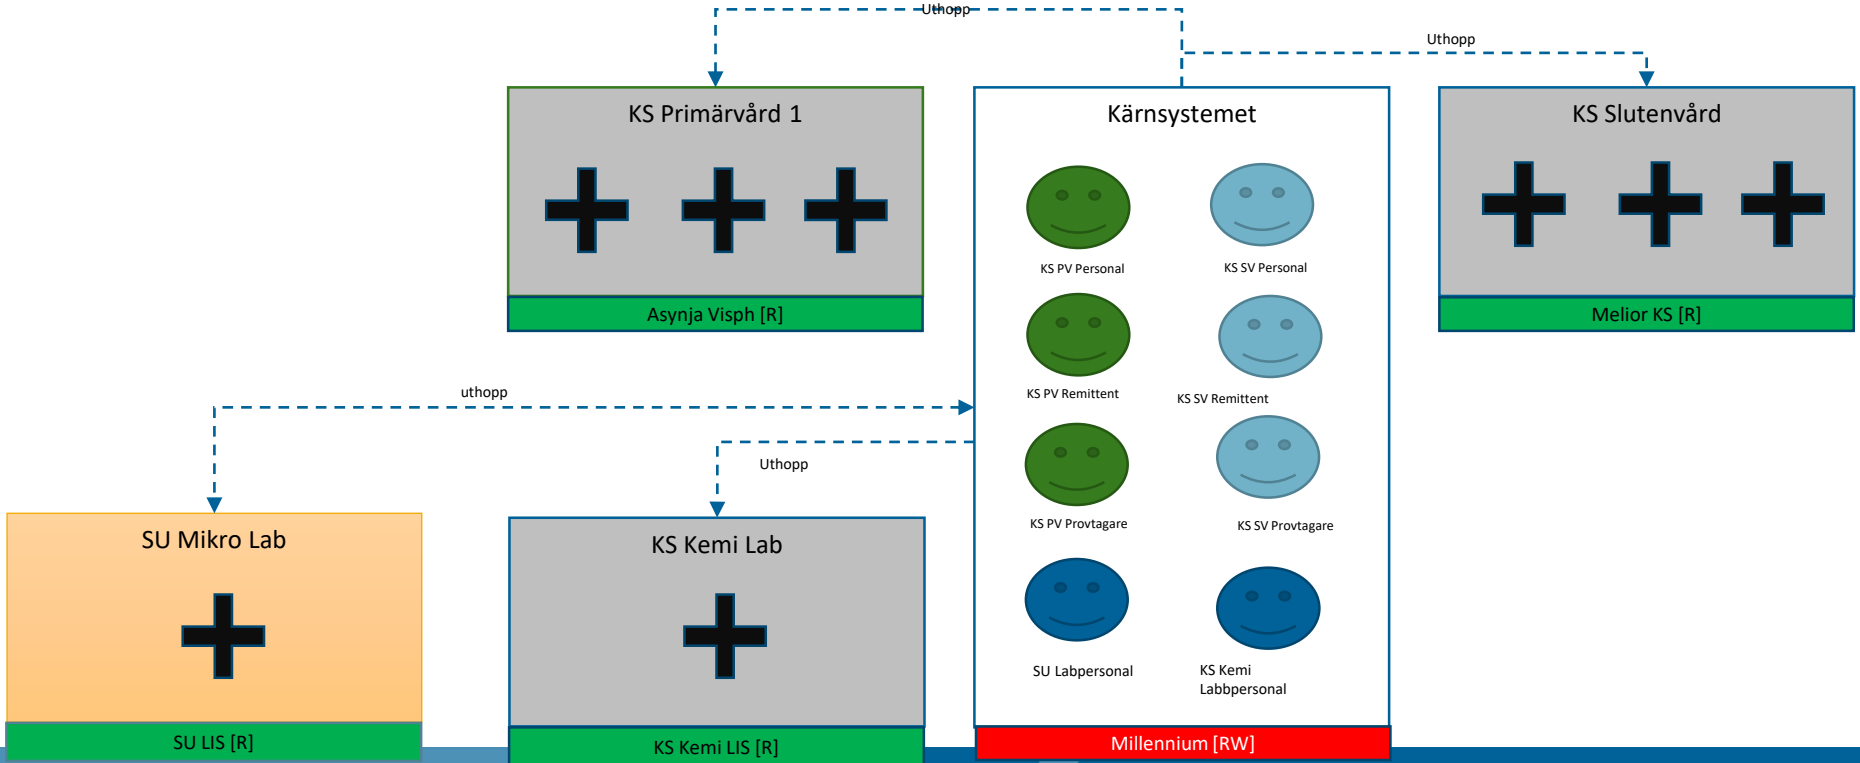 Uthopp
Uthopp
KS Primärvård 1
Asynja Visph [R]
Kärnsystemet
KS PV Personal
KS SV Personal
KS PV Remittent
KS SV Remittent
KS PV Provtagare
KS SV Provtagare
SU Labpersonal
KS Kemi
Labbpersonal
Millennium [RW]
KS Slutenvård
Melior KS [R]
uthopp
Uthopp
SU Mikro Lab
SU LIS [R]
KS Kemi Lab
KS Kemi LIS [R]